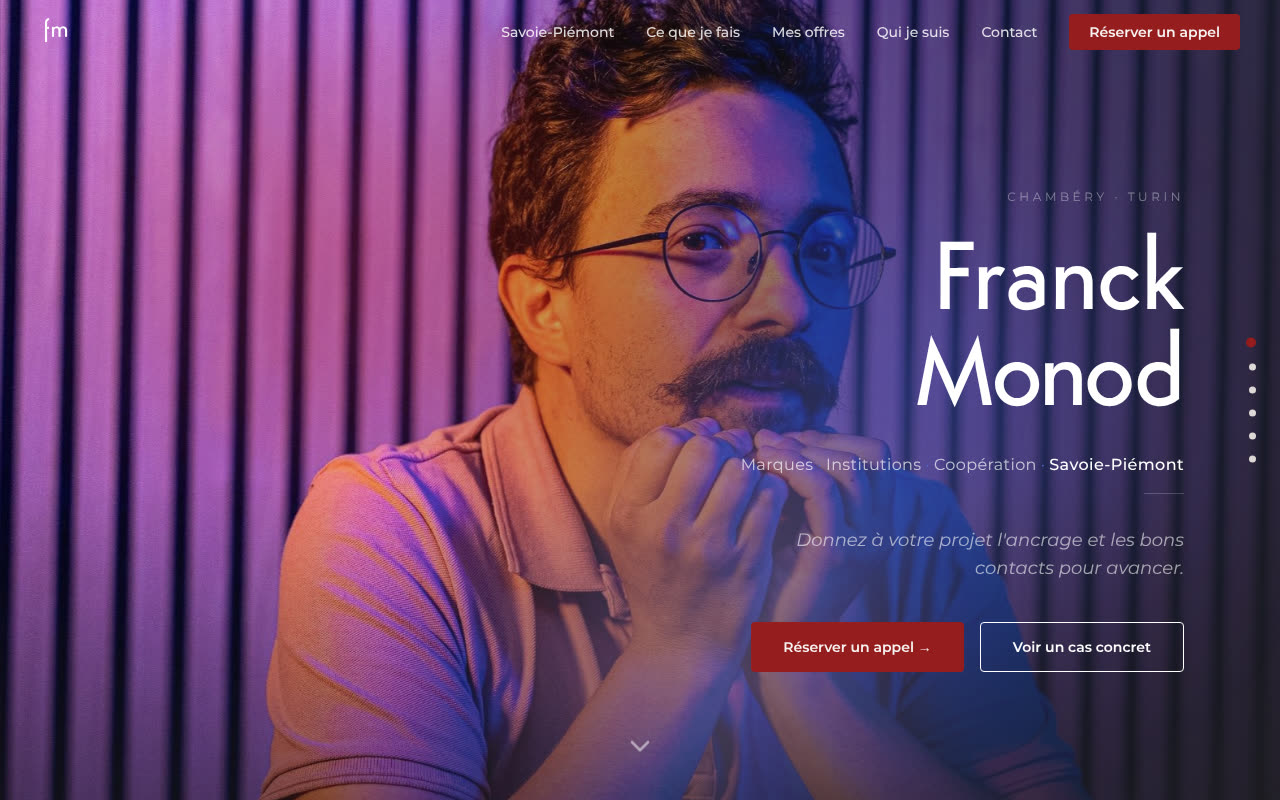 fm
Savoie-Piémont
Ce que je fais
Mes offres
Qui je suis
Contact
Réserver un appel
CHAMBÉRY · TURIN
Franck
Monod
Marques · Institutions · Coopération · Savoie-Piémont
Donnez à votre projet l'ancrage et les bons
contacts pour avancer.
Réserver un appel →
Voir un cas concret